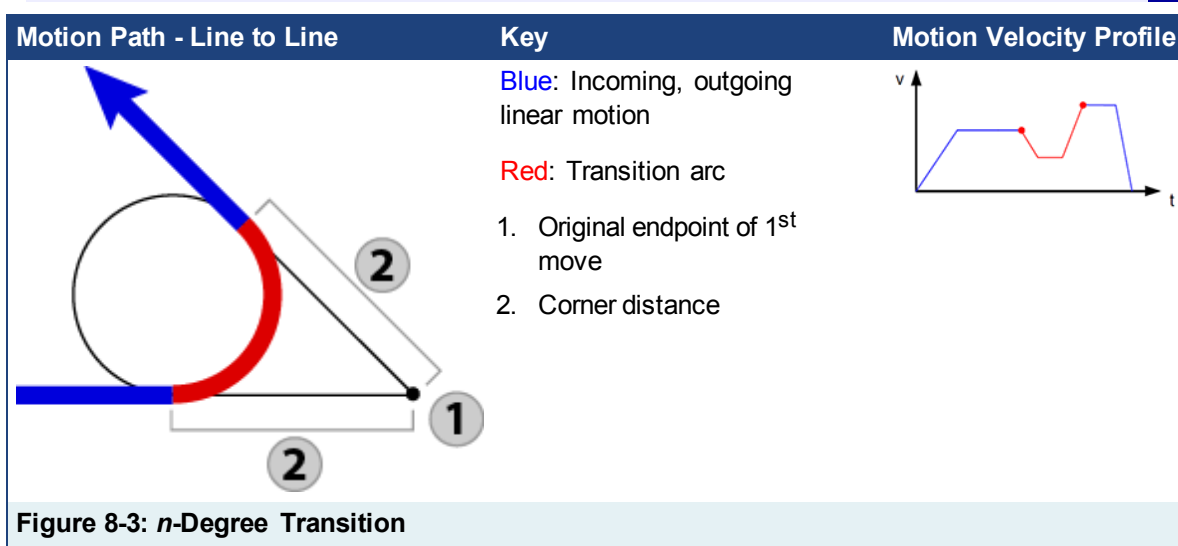 Motion Path - Line to Line
Key
Motion Velocity Profile
2
1
2
Blue: Incoming, outgoing
linear motion
Red: Transition arc
1. Original endpoint of 1st
move
2. Corner distance
v
t
Figure 8-3: n-Degree Transition